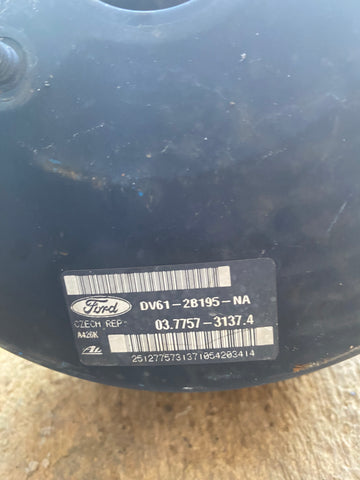 Ford
DV61-2B195-NA
CZECH REP.
03.7757-3137.4
A426K
2512775731371054203414